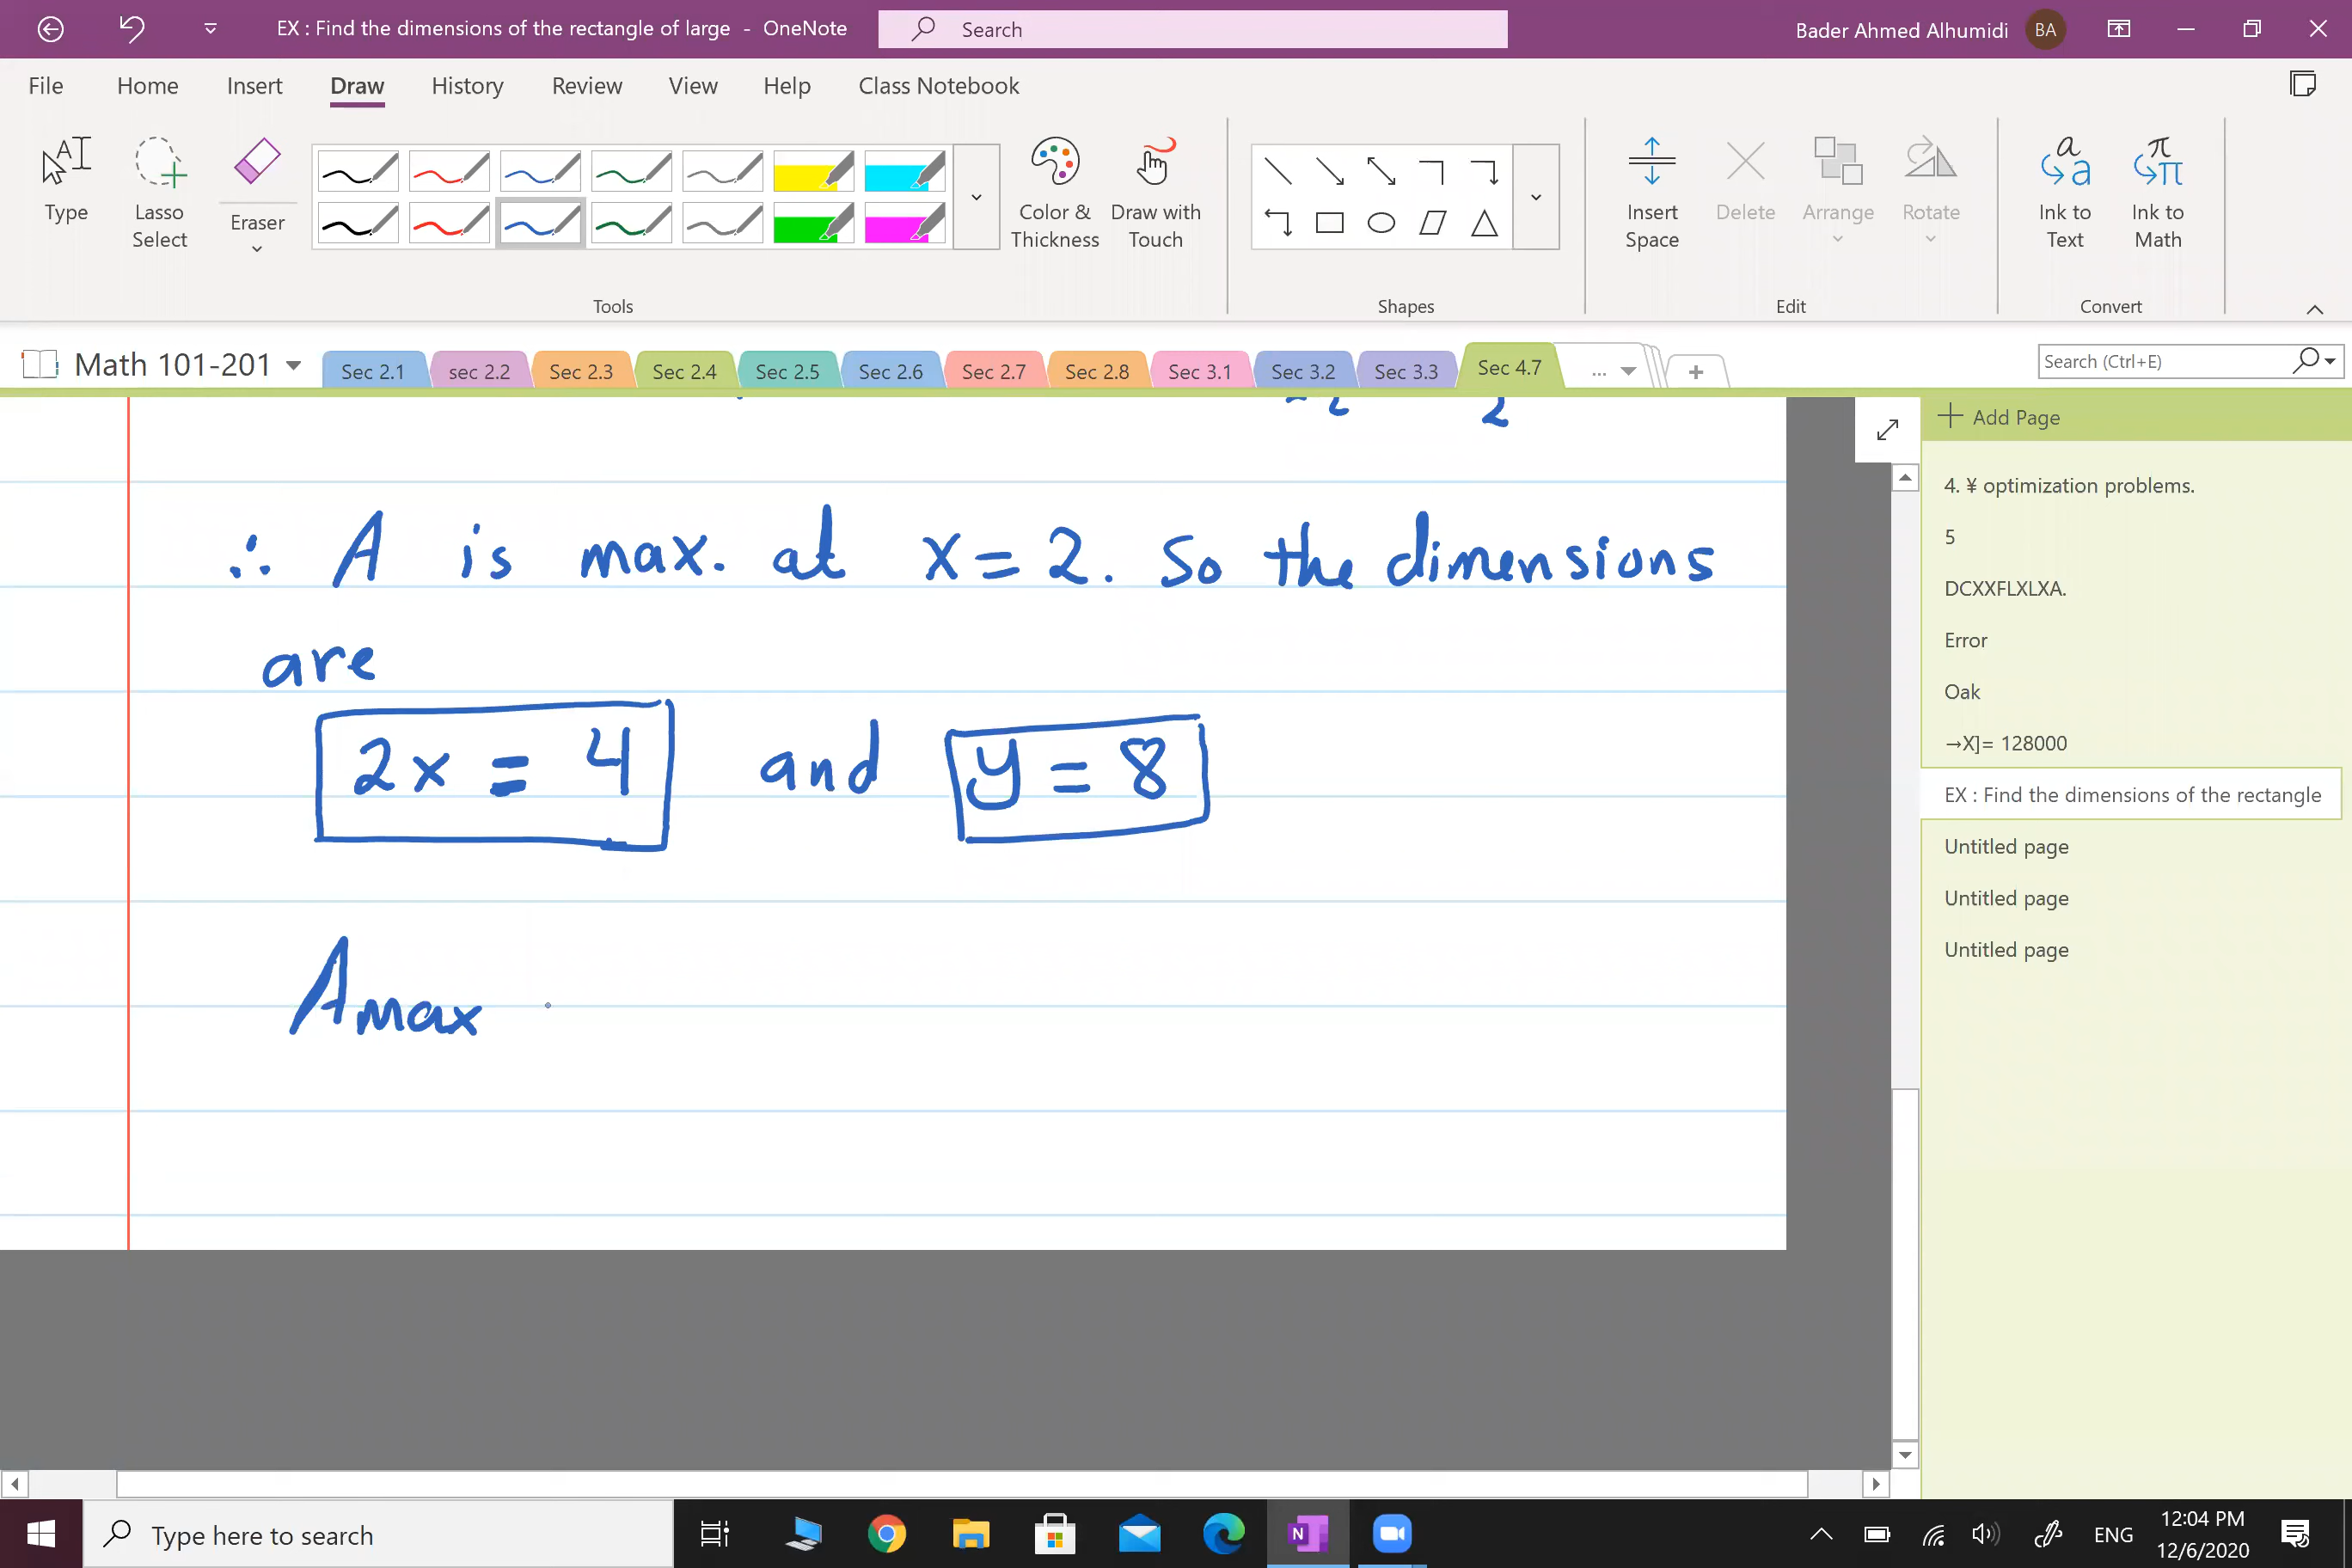 EX : Find the dimensions of the rectangle of large - OneNote
Search
Bader Ahmed Alhumidi BA
File Home Insert Draw History Review View Help Class Notebook
Type
Lasso Select
Eraser
Color & Thickness
Draw with Touch
Insert Space
Delete
Arrange
Rotate
Ink to Text
Ink to Math
Tools Shapes Edit Convert
Math 101-201 Sec 2.1 sec 2.2 Sec 2.3 Sec 2.4 Sec 2.5 Sec 2.6 Sec 2.7 Sec 2.8 Sec 3.1 Sec 3.2 Sec 3.3 Sec 4.7 ... +
Search (Ctrl+E)
∴ A is max. at x = 2. So the dimensions
are
2x = 4 and y = 8
Amax
Add Page
4. ¥ optimization problems.
5
DCXXFLXLXA.
Error
Oak
→X]= 128000
EX : Find the dimensions of the rectangle
Untitled page
Untitled page
Untitled page
Type here to search
ENG
12:04 PM
12/6/2020